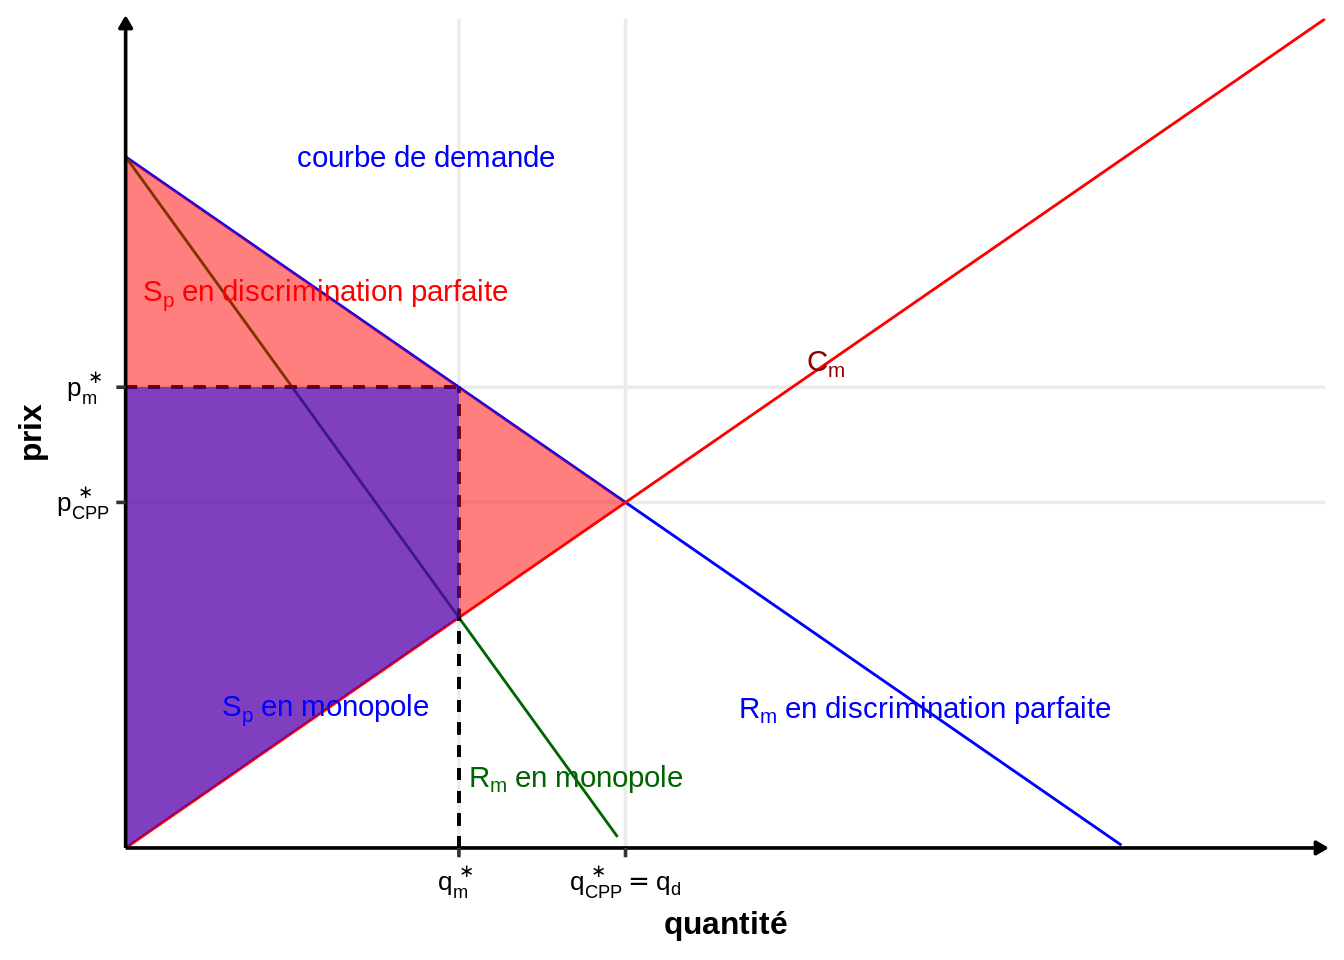 courbe de demande
Sp en discrimination parfaite
Cm
pm*
prix
pCPP*
Sp en monopole
Rm en discrimination parfaite
Rm en monopole
qm*
qCPP* = qd
quantité